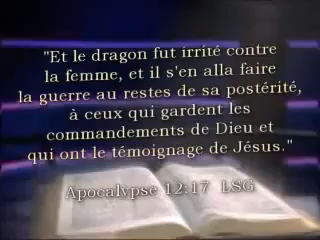 "Et le dragon fut irrité contre
la femme, et il s'en alla faire
la guerre au restes de sa postérité,
à ceux qui gardent les
commandements de Dieu et
qui ont le témoignage de Jésus."
Apocalypse 12:17 LSG